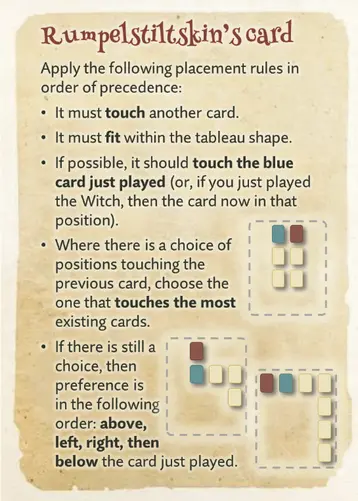 Rumpelstiltskin's card
Apply the following placement rules in
order of precedence:
• It must touch another card.
• It must fit within the tableau shape.
• If possible, it should touch the blue
card just played (or, if you just played
the Witch, then the card now in that
position).
• Where there is a choice of
positions touching the
previous card, choose the
one that touches the most
existing cards.
• If there is still a
choice, then
preference is
in the following
order: above,
left, right, then
below the card just played.